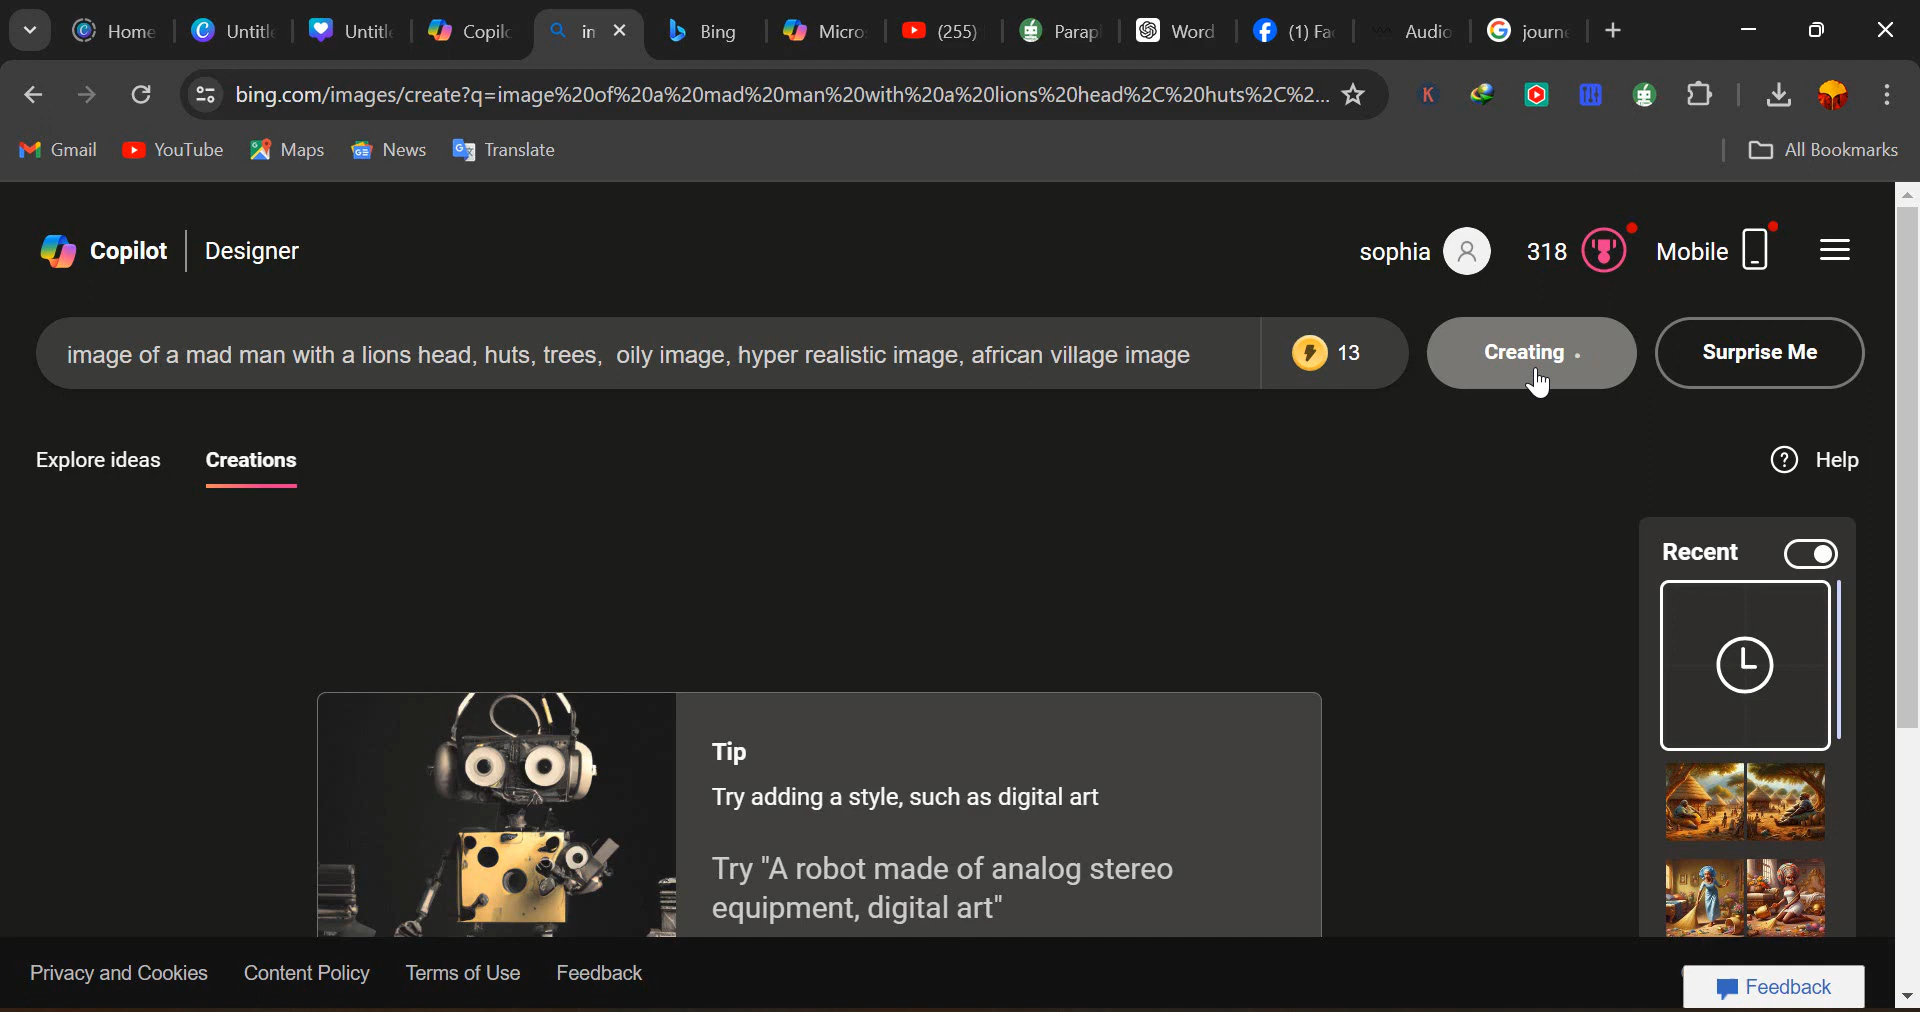 Home
Untitl
Untitl
Copil
in
Bing
Micro
(255)
Parap
Word
(1) Fa
Audio
journ
bing.com/images/create?q=image%20of%20a%20mad%20man%20with%20a%20lions%20head%2C%20huts%2C%2...
K
Gmail
YouTube
Maps
News
Translate
All Bookmarks
Copilot
Designer
sophia
318
Mobile
image of a mad man with a lions head, huts, trees, oily image, hyper realistic image, african village image
13
Creating
Surprise Me
Explore ideas
Creations
Help
Recent
Tip
Try adding a style, such as digital art
Try "A robot made of analog stereo
equipment, digital art"
Privacy and Cookies
Content Policy
Terms of Use
Feedback
Feedback